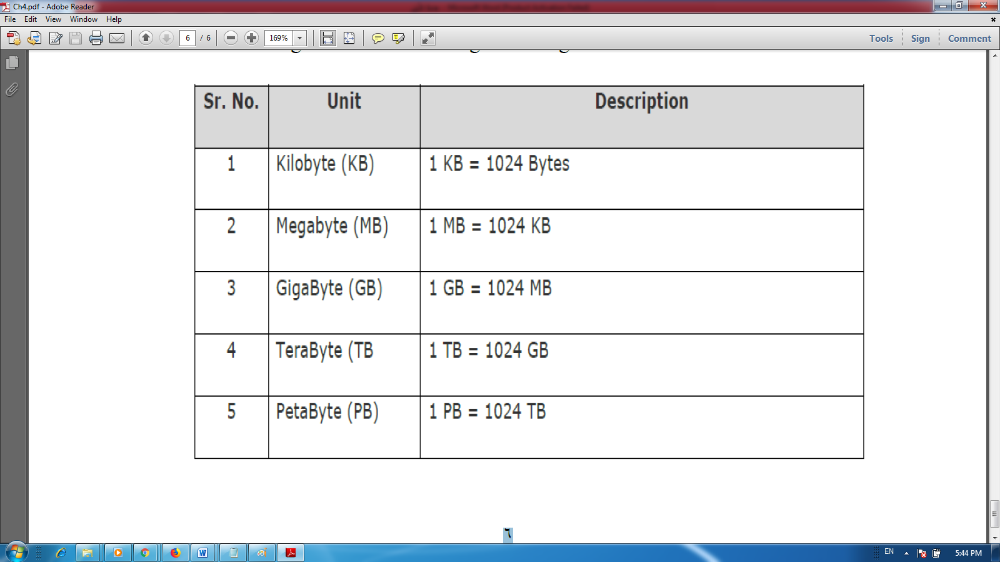 Ch4.pdf - Adobe Reader
File Edit View Window Help
6 / 6 169% Tools Sign Comment
Sr. No. Unit Description
1 Kilobyte (KB) 1 KB = 1024 Bytes
2 Megabyte (MB) 1 MB = 1024 KB
3 GigaByte (GB) 1 GB = 1024 MB
4 TeraByte (TB 1 TB = 1024 GB
5 PetaByte (PB) 1 PB = 1024 TB
٦
EN 5:44 PM